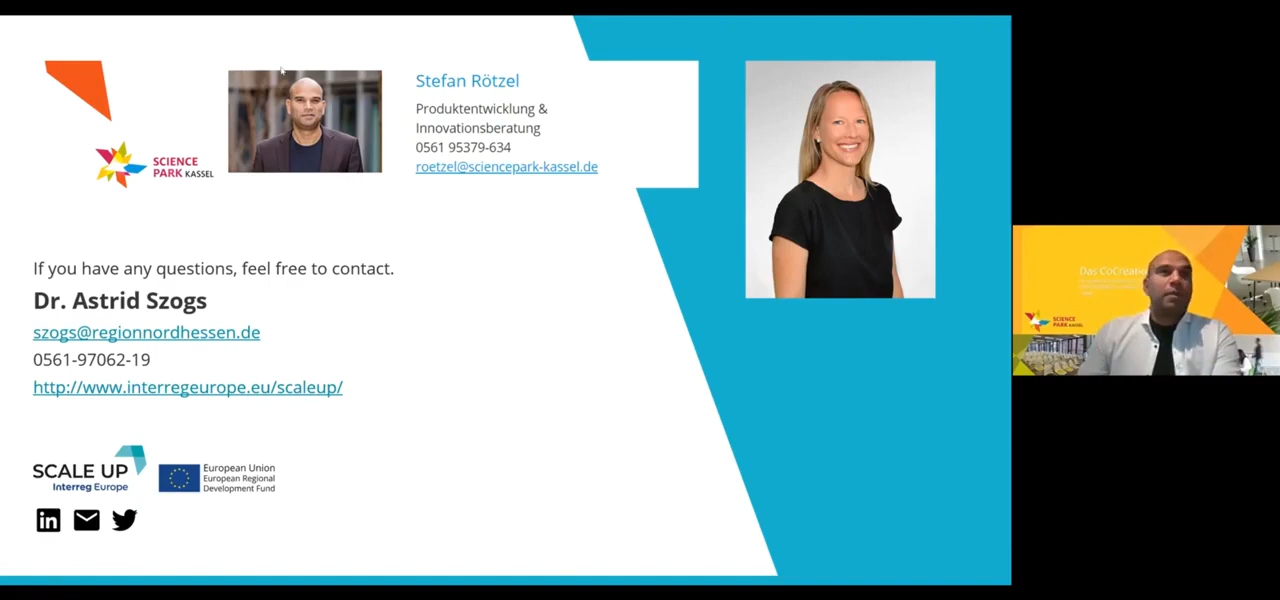 Stefan Rötzel
Produktentwicklung &
Innovationsberatung
0561 95379-634
roetzel@sciencepark-kassel.de
SCIENCE
PARK KASSEL
If you have any questions, feel free to contact.
Dr. Astrid Szogs
szogs@regionnordhessen.de
0561-97062-19
http://www.interregeurope.eu/scaleup/
SCALE UP
Interreg Europe
European Union
European Regional
Development Fund
in
Das CoCreatio
SCIENCE
PARK KASSEL